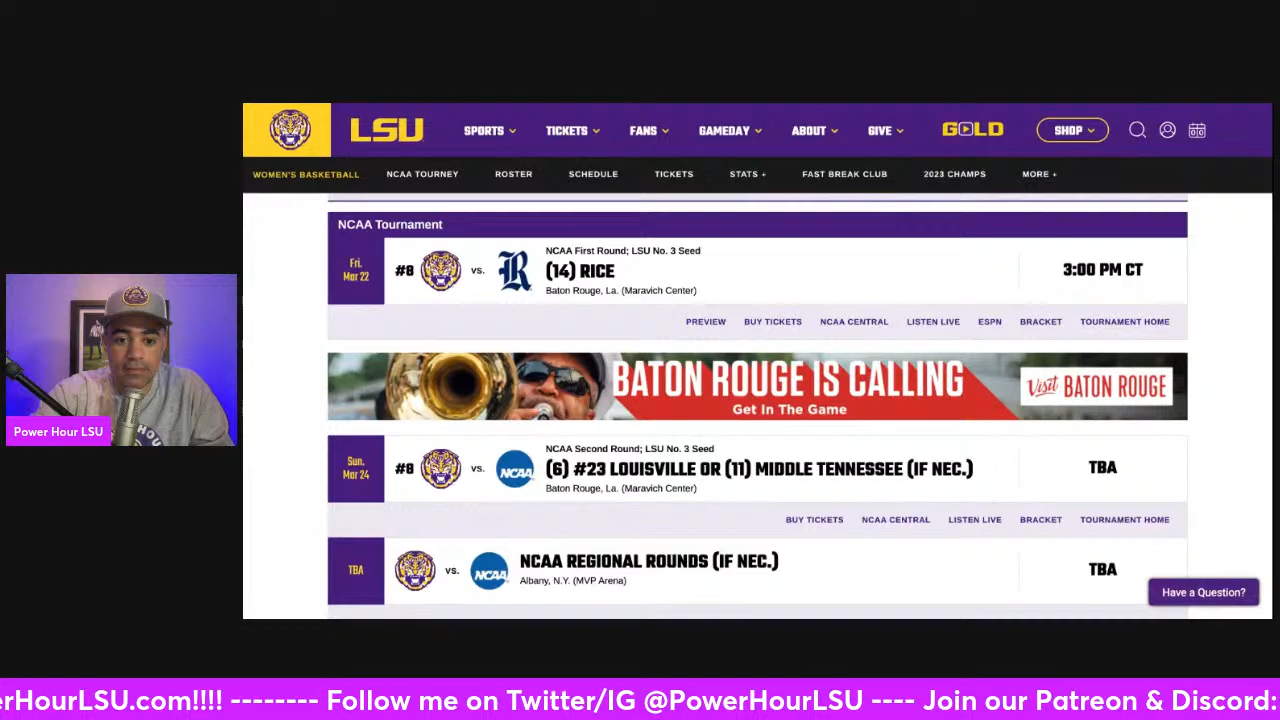 LSU
SPORTS
TICKETS
FANS
GAMEDAY
ABOUT
GIVE
GOLD
SHOP
WOMEN'S BASKETBALL
NCAA TOURNEY
ROSTER
SCHEDULE
TICKETS
STATS +
FAST BREAK CLUB
2023 CHAMPS
MORE +
NCAA Tournament
Fri.
Mar 22
#8
vs.
R
NCAA First Round; LSU No. 3 Seed
(14) RICE
Baton Rouge, La. (Maravich Center)
3:00 PM CT
PREVIEW
BUY TICKETS
NCAA CENTRAL
LISTEN LIVE
ESPN
BRACKET
TOURNAMENT HOME
BATON ROUGE IS CALLING
Get In The Game
Visit BATON ROUGE
Sun.
Mar 24
#8
vs.
NCAA
NCAA Second Round; LSU No. 3 Seed
(6) #23 LOUISVILLE OR (11) MIDDLE TENNESSEE (IF NEC.)
Baton Rouge, La. (Maravich Center)
TBA
BUY TICKETS
NCAA CENTRAL
LISTEN LIVE
BRACKET
TOURNAMENT HOME
TBA
vs.
NCAA
NCAA REGIONAL ROUNDS (IF NEC.)
Albany, N.Y. (MVP Arena)
TBA
Have a Question?
Power Hour LSU
erHourLSU.com!!!! -------- Follow me on Twitter/IG @PowerHourLSU ---- Join our Patreon & Discord: